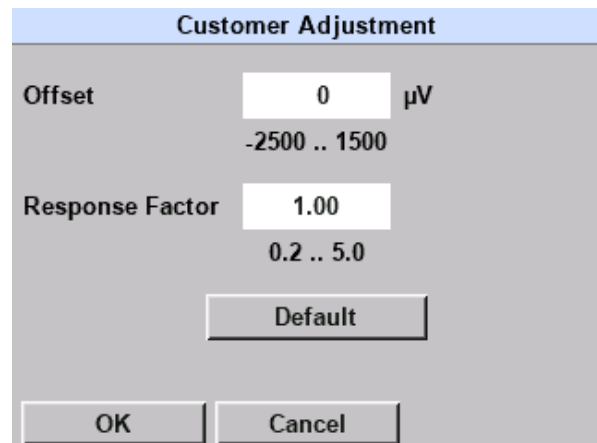 Customer Adjustment
Offset 0 µV
-2500 .. 1500
Response Factor 1.00
0.2 .. 5.0
Default
OK Cancel